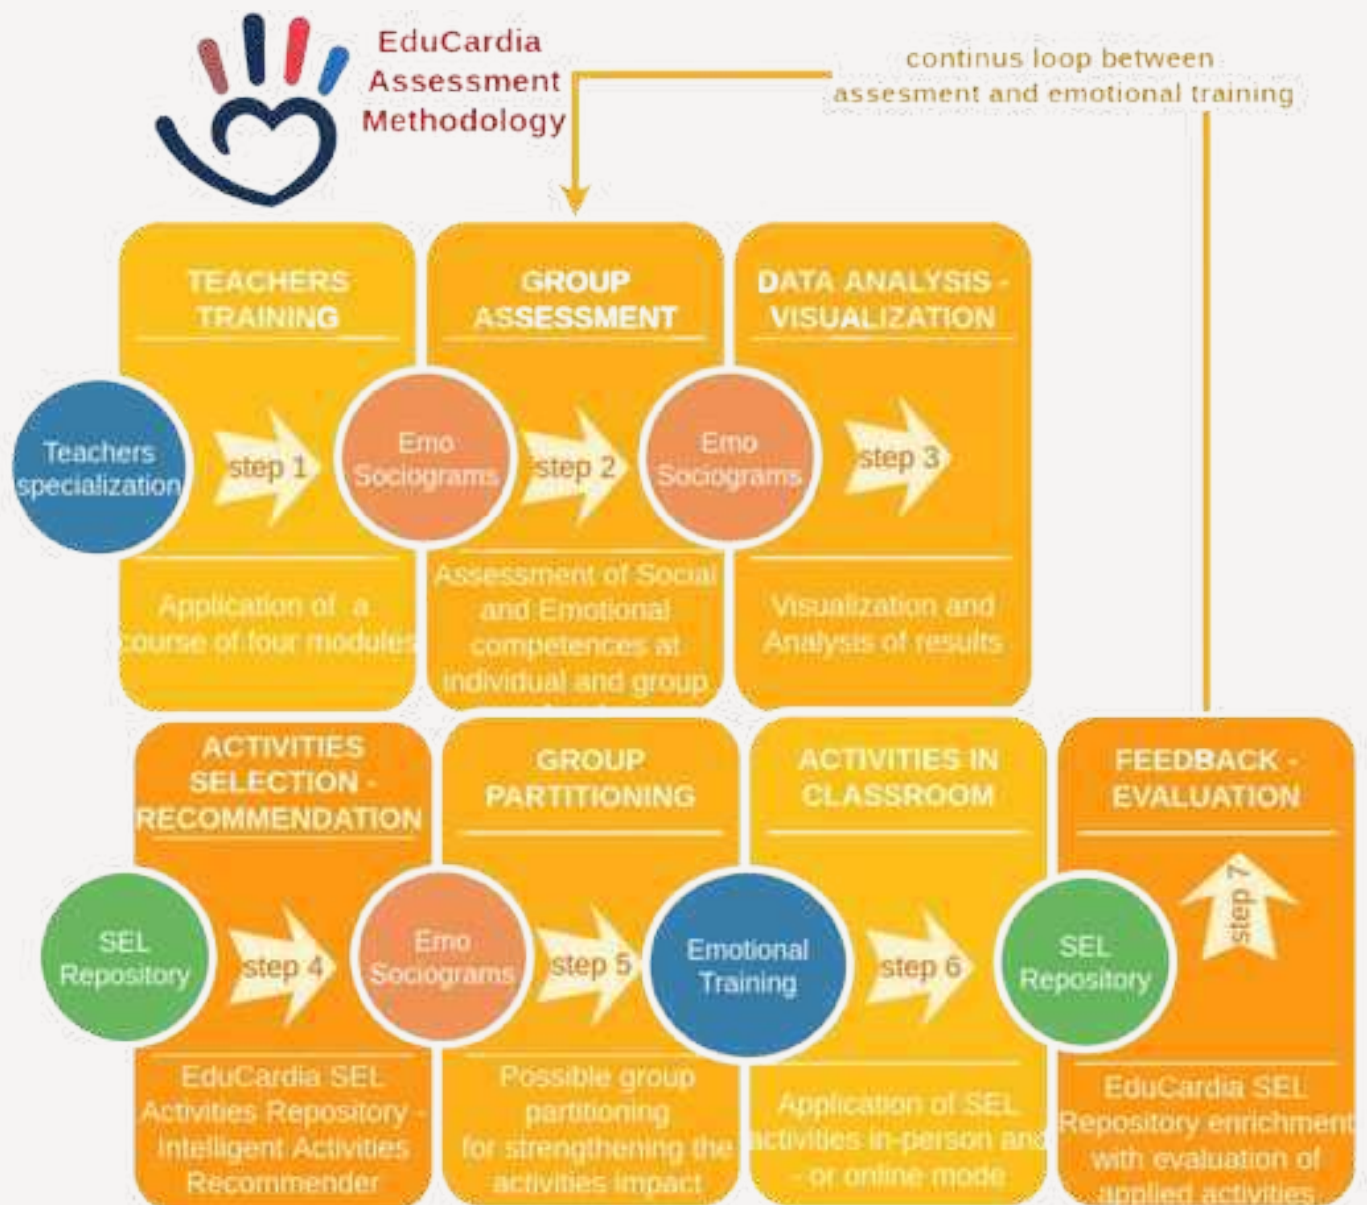 EduCardia
Assessment
Methodology
continus loop between
assesment and emotional training
TEACHERS
TRAINING
Teachers
specialization
step 1
Application of a
course of four modules
GROUP
ASSESSMENT
Emo
Sociograms
step 2
Assessment of Social
and Emotional
competences at
individual and group
DATA ANALYSIS -
VISUALIZATION
Emo
Sociograms
step 3
Visualization and
Analysis of results
ACTIVITIES
SELECTION -
RECOMMENDATION
SEL
Repository
step 4
EduCardia SEL
Activities Repository -
Intelligent Activities
Recommender
GROUP
PARTITIONING
Emo
Sociograms
step 5
Possible group
partitioning
for strengthening the
activities impact
ACTIVITIES IN
CLASSROOM
Emotional
Training
step 6
Application of SEL
activities in-person and
- or online mode
FEEDBACK -
EVALUATION
SEL
Repository
step 7
EduCardia SEL
Repository enrichment
with evaluation of
applied activities